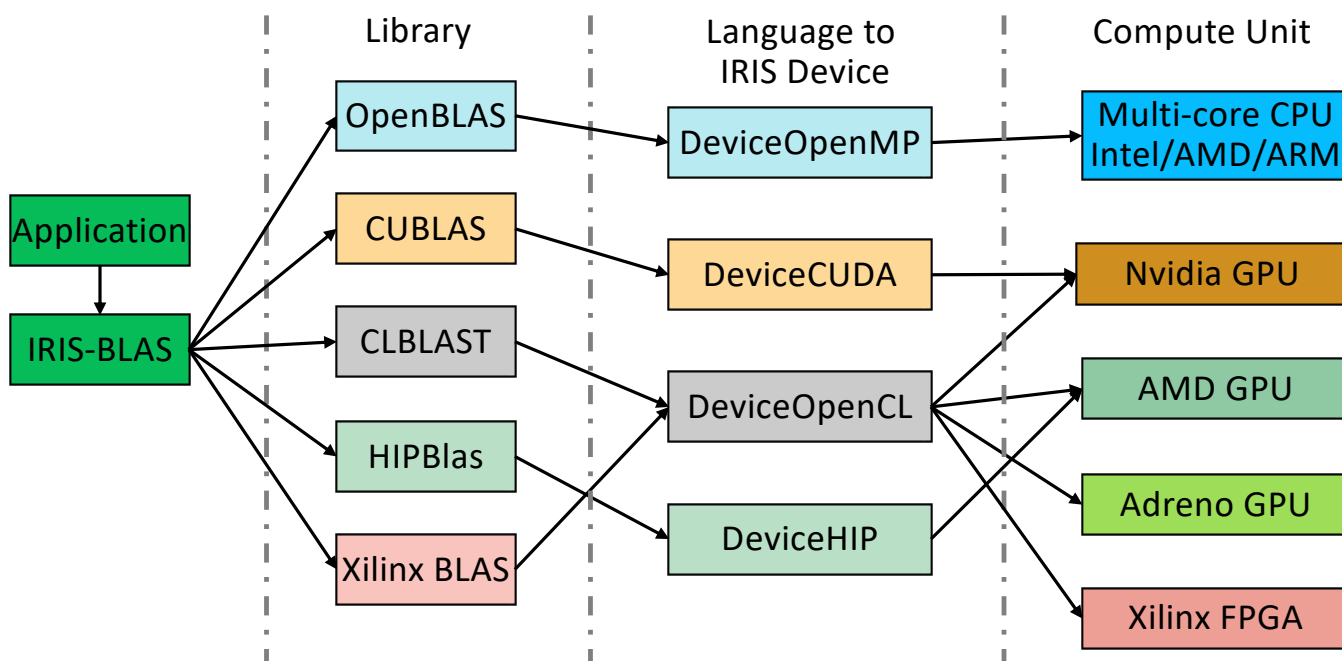 Library
Language to
IRIS Device
Compute Unit
Application
IRIS-BLAS
OpenBLAS
CUBLAS
CLBLAST
HIPBlas
Xilinx BLAS
DeviceOpenMP
DeviceCUDA
DeviceOpenCL
DeviceHIP
Multi-core CPU
Intel/AMD/ARM
Nvidia GPU
AMD GPU
Adreno GPU
Xilinx FPGA